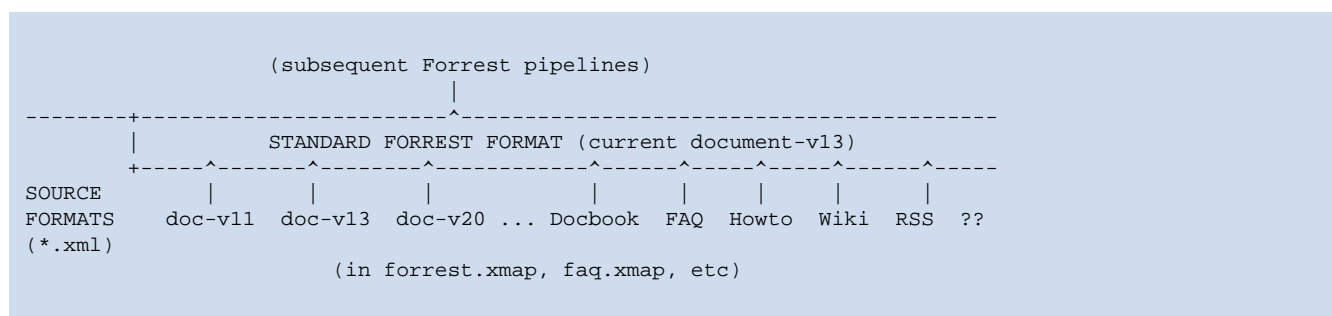 (subsequent Forrest pipelines)
                                   |
--------+-----------------------^-----------------------------------------
        |          STANDARD FORREST FORMAT (current document-v13)
        +-----^-------^--------^------------^------^-----^-----^------^-----
SOURCE        |       |        |            |      |     |     |      |
FORMATS    doc-v11 doc-v13 doc-v20 ... Docbook FAQ Howto Wiki RSS ??
(*.xml)
                    (in forrest.xmap, faq.xmap, etc)